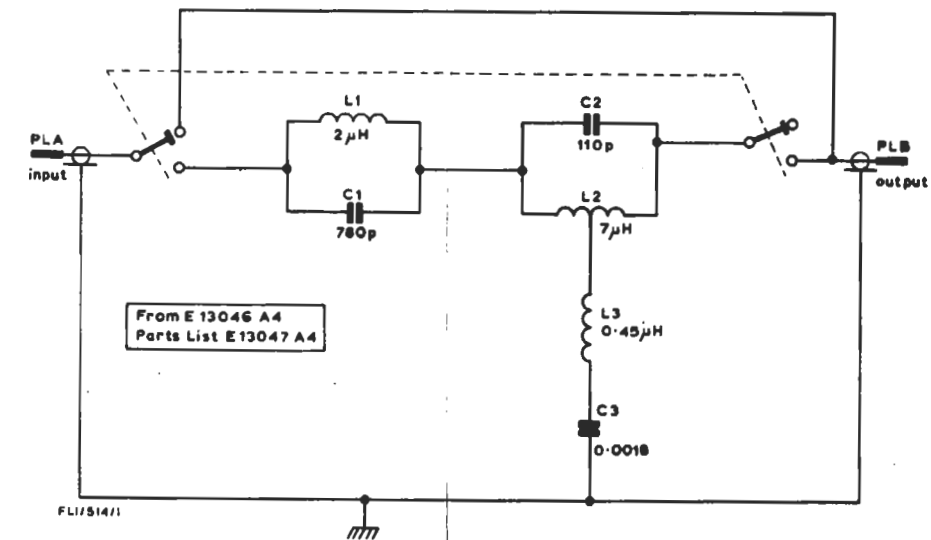 L1
2µH
C1
780p
C2
110p
L2
7µH
L3
0·45µH
C3
0·0018
PLA
input
PLB
output
From E 13046 A4
Parts List E13047 A4
FL1/514/1